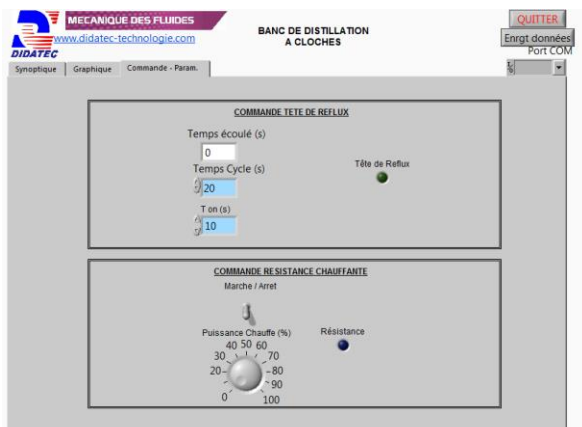 MECANIQUE DES FLUIDES
www.didatec-technologie.com
DIDATEC
BANC DE DISTILLATION
A CLOCHES
QUITTER
Enrgt données
Port COM
Synoptique Graphique Commande - Param.
COMMANDE TETE DE REFLUX
Temps écoulé (s)
0
Temps Cycle (s)
20
T on (s)
10
Tête de Reflux
COMMANDE RESISTANCE CHAUFFANTE
Marche / Arret
Puissance Chauffe (%)
Résistance
0 20 30 40 50 60 70 80 90 100